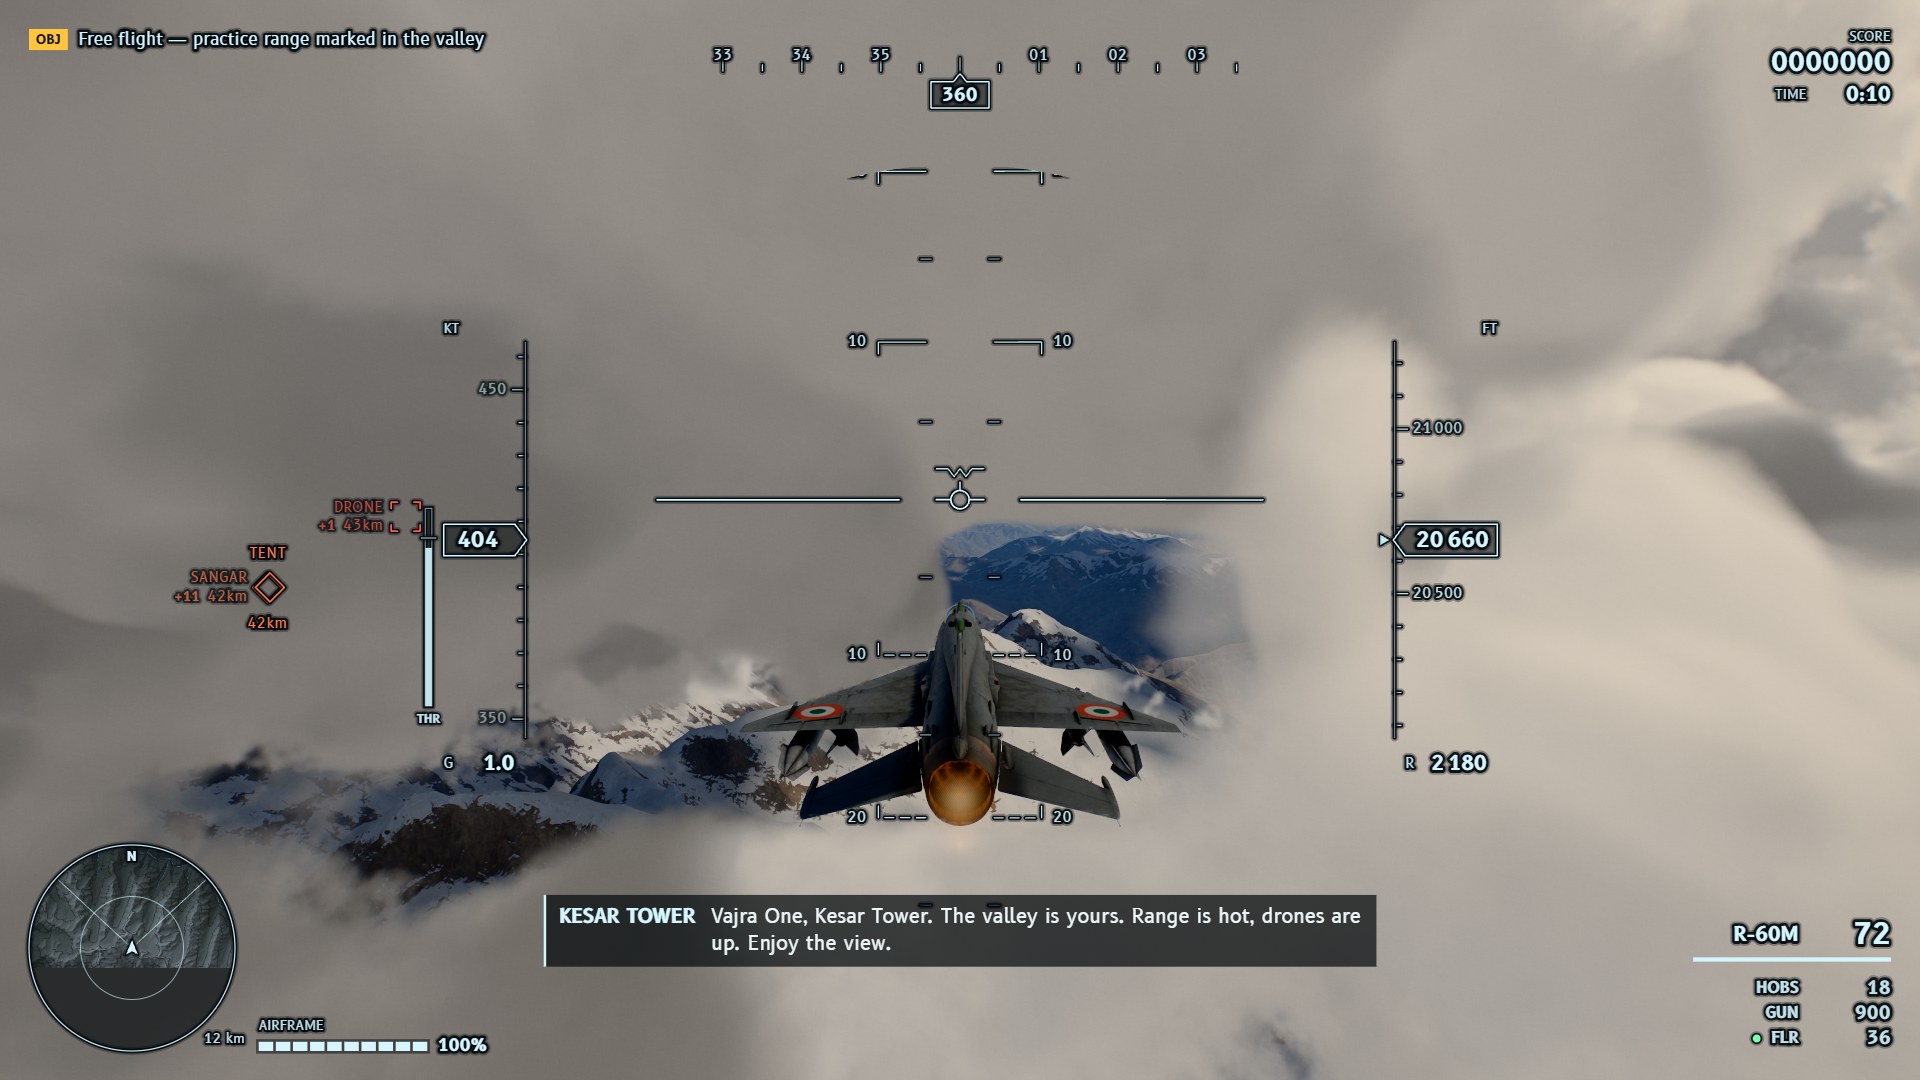 OBJ Free flight — practice range marked in the valley
33 34 35 01 02 03
360
SCORE
0000000
TIME 0:10
KT
FT
10 10
450
21 000
DRONE
+1 43km
404
20 660
TENT
SANGAR
+11 42km
42km
20 500
10 10
THR
350
G 1.0
R 2 180
20 20
N
KESAR TOWER Vajra One, Kesar Tower. The valley is yours. Range is hot, drones are
up. Enjoy the view.
R-60M 72
HOBS 18
GUN 900
FLR 36
12 km
AIRFRAME
100%